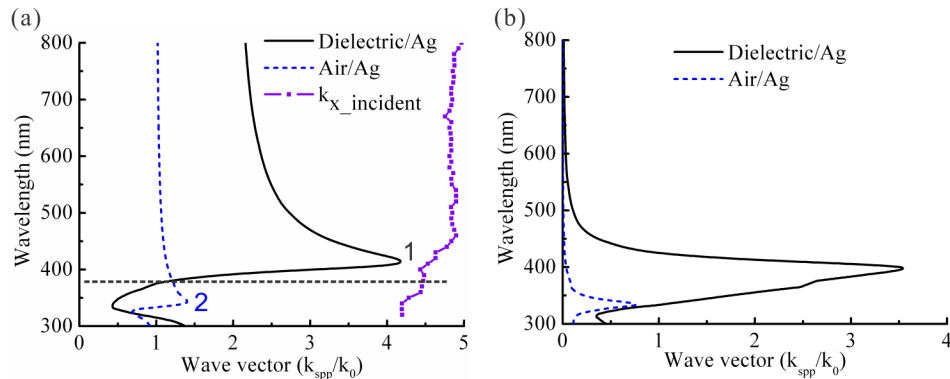 (a)
800
700
600
500
400
300
Wavelength (nm)
Dielectric/Ag
Air/Ag
kx_incident
1
2
0
1
2
3
4
5
Wave vector (kspp/k0)
(b)
800
700
600
500
400
300
Wavelength (nm)
Dielectric/Ag
Air/Ag
0
1
2
3
4
Wave vector (kspp/k0)